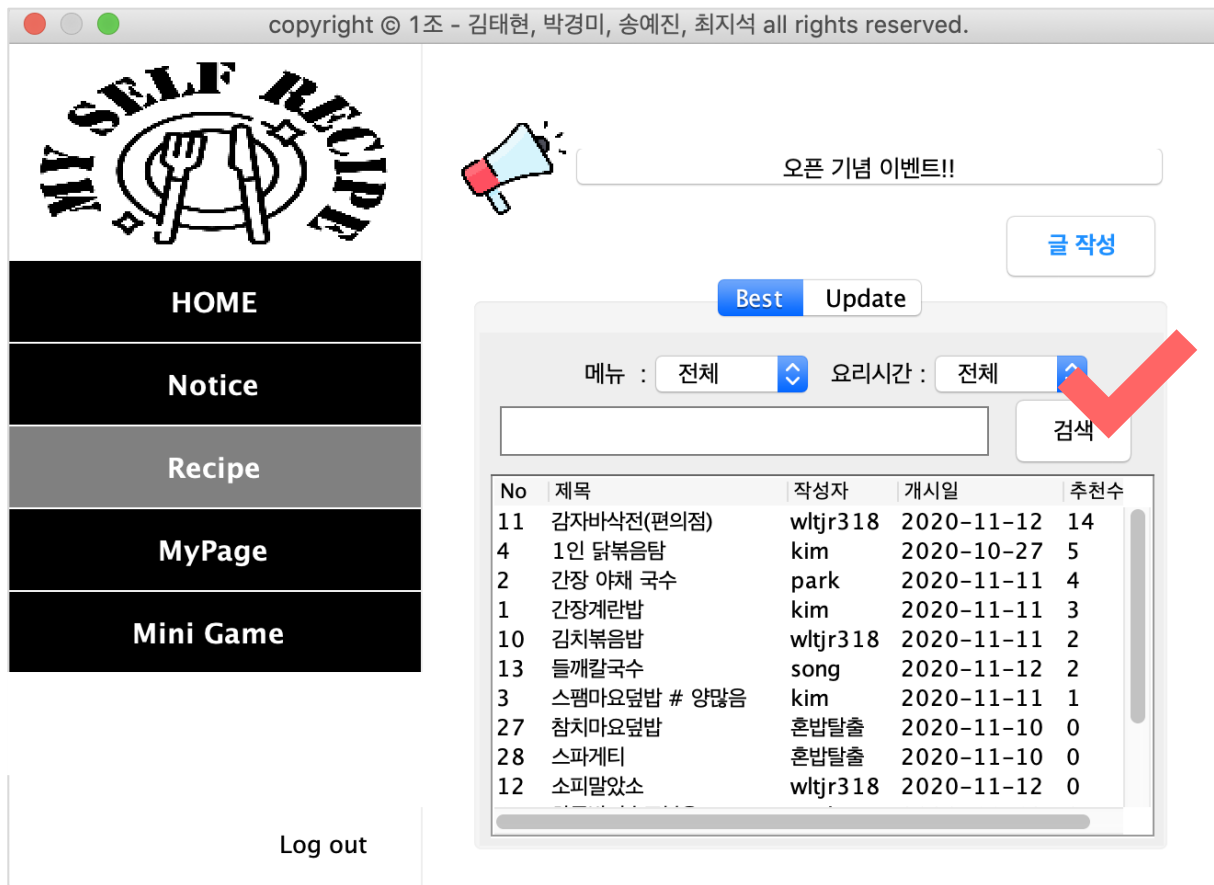 copyright © 1조 - 김태현, 박경미, 송예진, 최지석 all rights reserved.
MY SELF RECIPE
오픈 기념 이벤트!!
글 작성
HOME
Notice
Recipe
MyPage
Mini Game
Log out
Best Update
메뉴 : 전체 요리시간 : 전체
검색
No 제목 작성자 개시일 추천수
11 감자바삭전(편의점) wltjr318 2020-11-12 14
4 1인 닭볶음탐 kim 2020-10-27 5
2 간장 야채 국수 park 2020-11-11 4
1 간장계란밥 kim 2020-11-11 3
10 김치볶음밥 wltjr318 2020-11-11 2
13 들깨칼국수 song 2020-11-12 2
3 스팸마요덮밥 # 양많음 kim 2020-11-11 1
27 참치마요덮밥 혼밥탈출 2020-11-10 0
28 스파게티 혼밥탈출 2020-11-10 0
12 소피말았소 wltjr318 2020-11-12 0